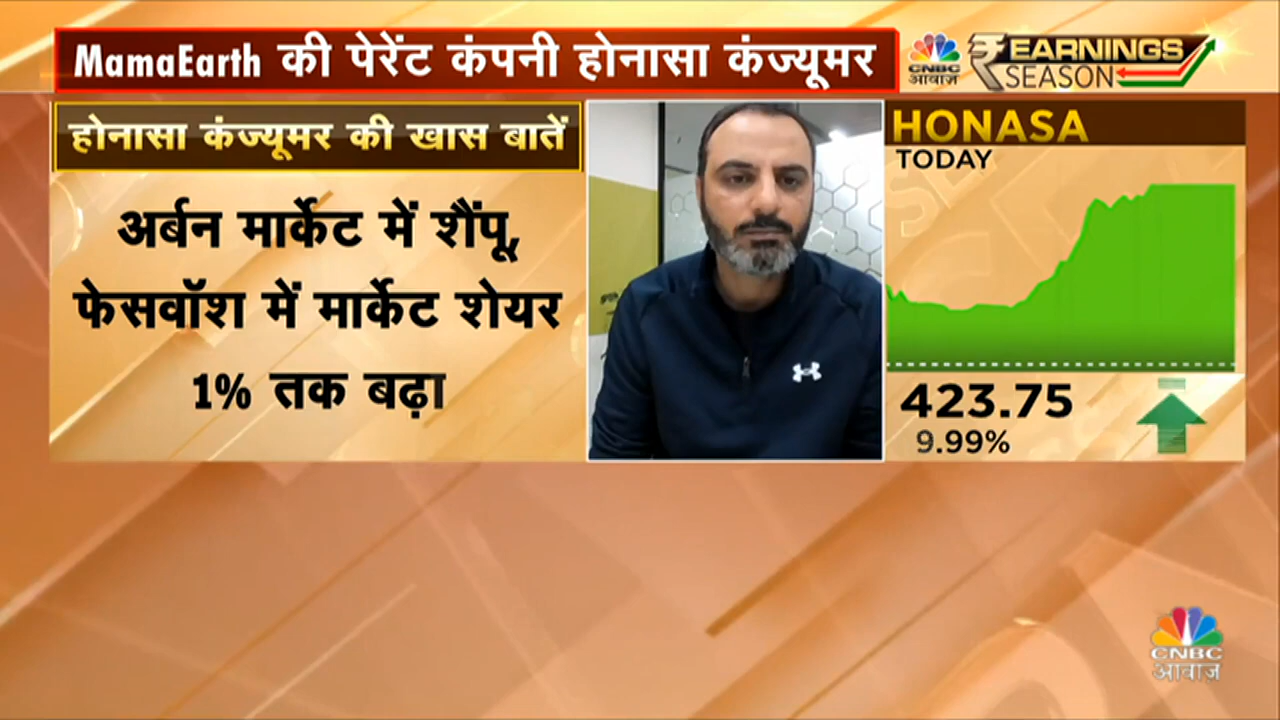 MamaEarth की पेरेंट कंपनी होनासा कंज्यूमर
CNBC
आवाज़
₹ EARNINGS
SEASON
होनासा कंज्यूमर की खास बातें
अर्बन मार्केट में शैंपू,
फेसवॉश में मार्केट शेयर
1% तक बढ़ा
HONASA
TODAY
423.75
9.99%
CNBC
आवाज़